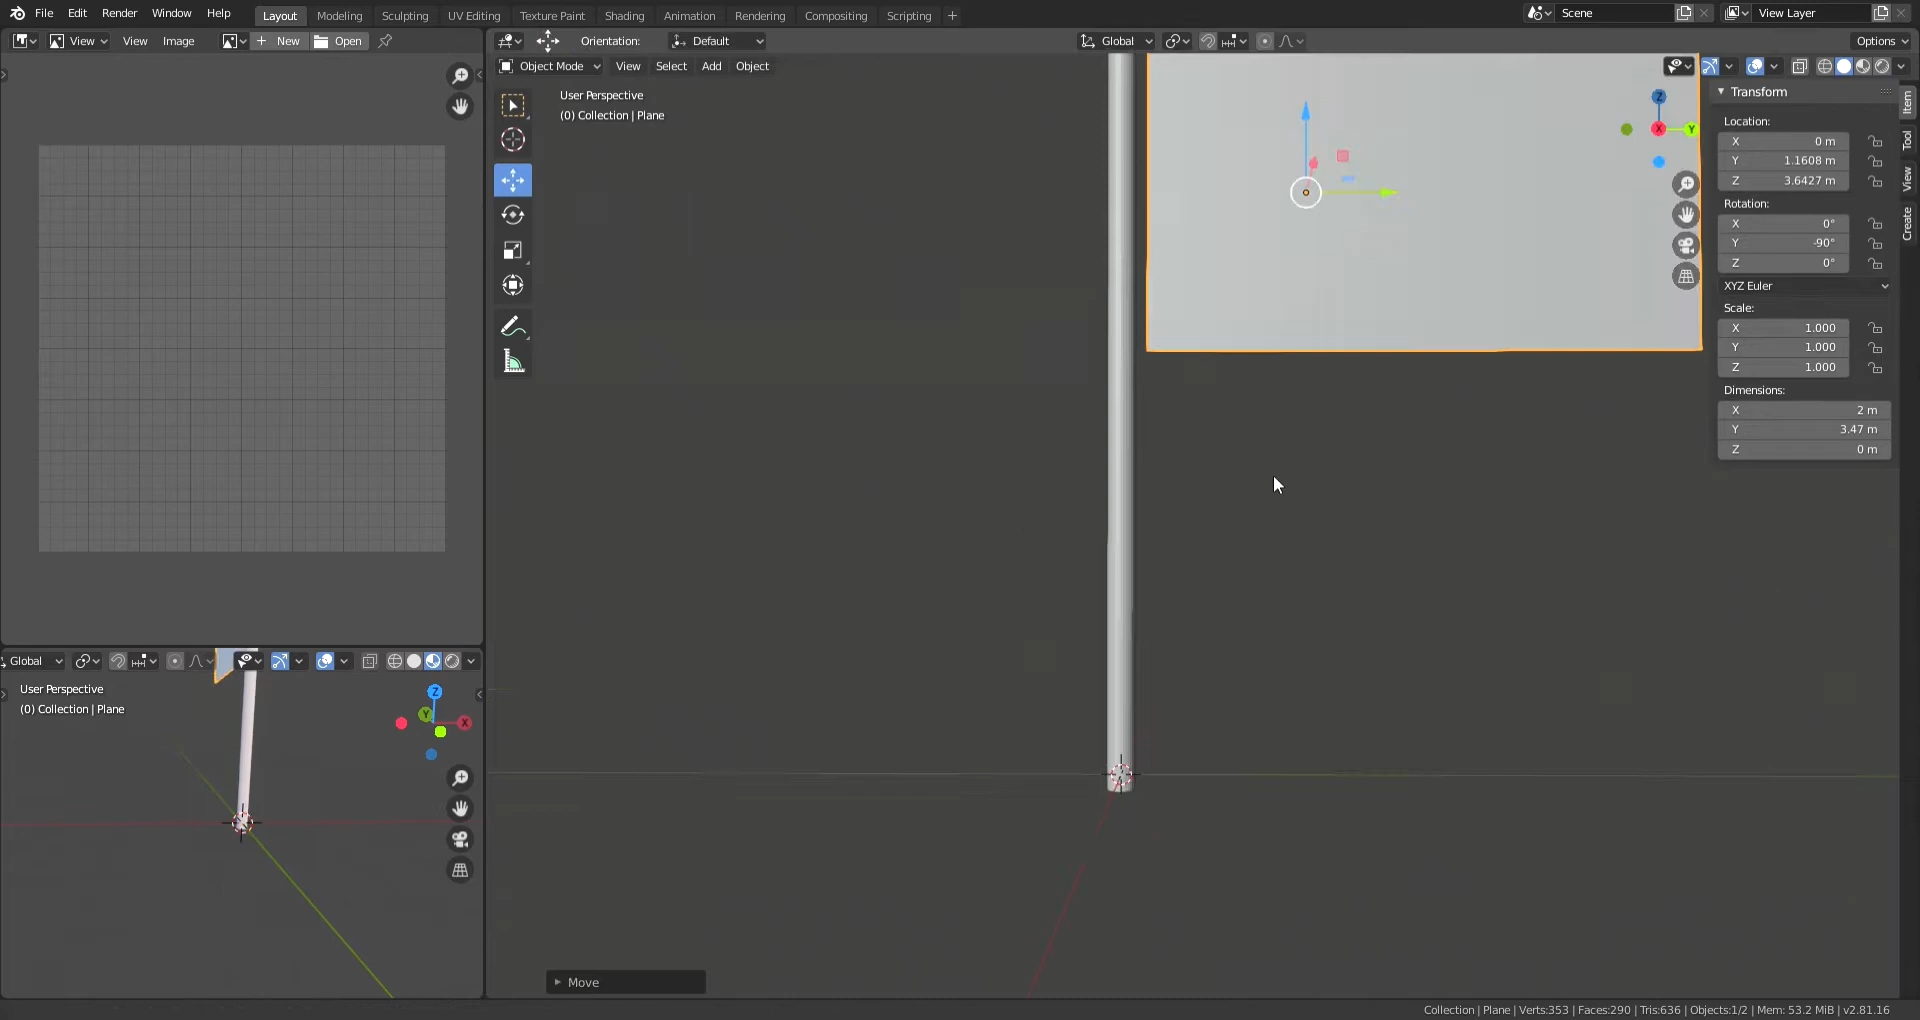 File Edit Render Window Help Layout Modeling Sculpting UV Editing Texture Paint Shading Animation Rendering Compositing Scripting + Scene View Layer
View View Image New Open Orientation: Default Global Options
Object Mode View Select Add Object
User Perspective
(0) Collection | Plane
Z
X
Y
Transform
Location:
X 0 m
Y 1.1608 m
Z 3.6427 m
Rotation:
X 0°
Y -90°
Z 0°
XYZ Euler
Scale:
X 1.000
Y 1.000
Z 1.000
Dimensions:
X 2 m
Y 3.47 m
Z 0 m
Item
Tool
View
Create
Global
User Perspective
(0) Collection | Plane
Z
Y
X
Move
Collection | Plane | Verts:353 | Faces:290 | Tris:636 | Objects:1/2 | Mem: 53.2 MiB | v2.81.16